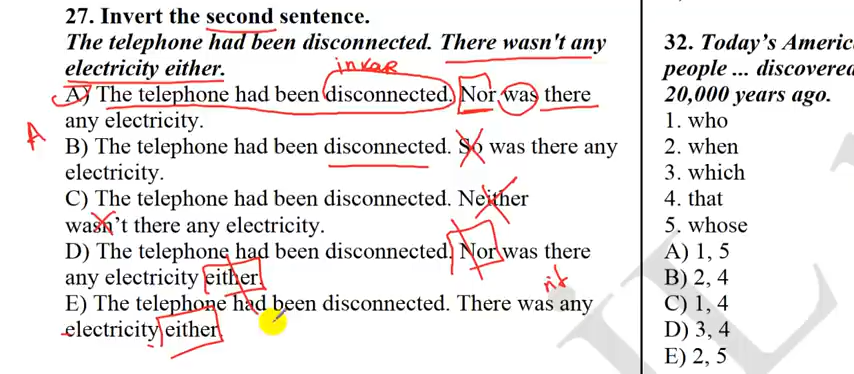 27. Invert the second sentence.
The telephone had been disconnected. There wasn't any
electricity either.
inver
A) The telephone had been disconnected. Nor was there
any electricity.
A
B) The telephone had been disconnected. So was there any
electricity.
C) The telephone had been disconnected. Neither
wasn't there any electricity.
D) The telephone had been disconnected. Nor was there
any electricity either.
E) The telephone had been disconnected. There was any
electricity either.
32. Today's Americ
people ... discovered
20,000 years ago.
1. who
2. when
3. which
4. that
5. whose
A) 1, 5
B) 2, 4
C) 1, 4
D) 3, 4
E) 2, 5